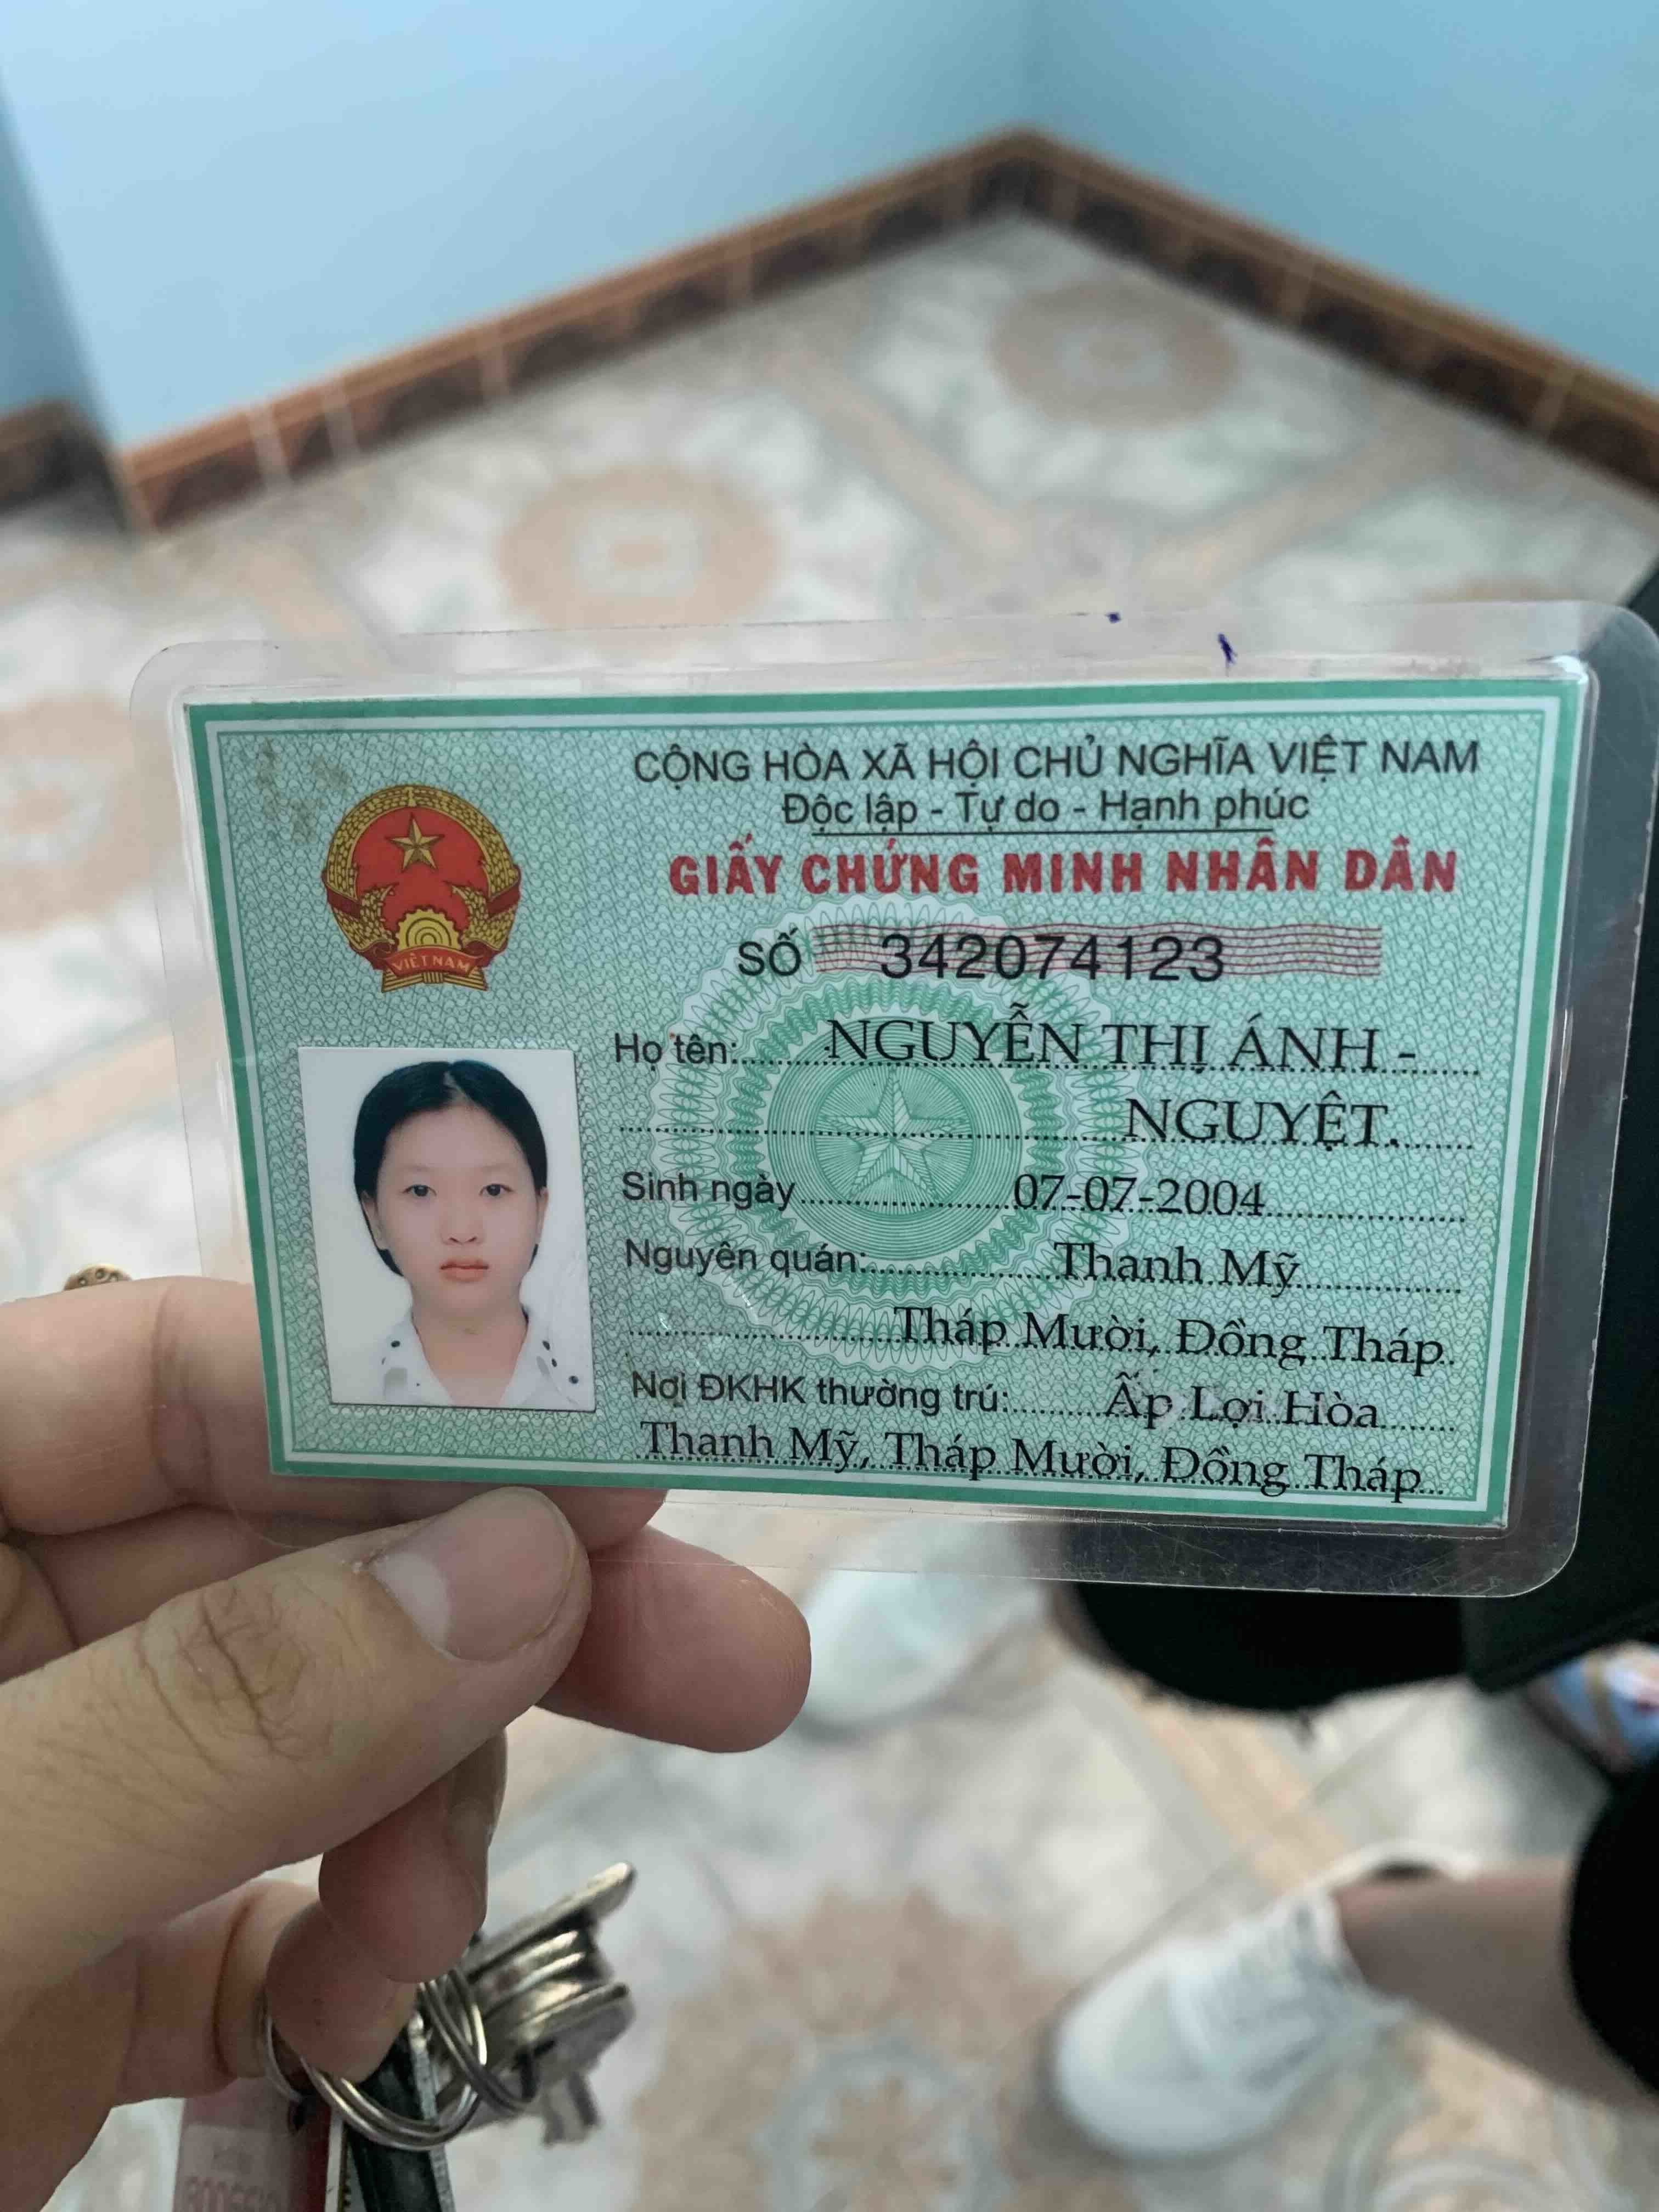 CỘNG HÒA XÃ HỘI CHỦ NGHĨA VIỆT NAM
Độc lập - Tự do - Hạnh phúc
GIẤY CHỨNG MINH NHÂN DÂN
SỐ 342074123
VIỆT NAM
Họ tên: NGUYỄN THỊ ÁNH -
NGUYỆT.
Sinh ngày 07-07-2004
Nguyên quán: Thanh Mỹ
Tháp Mười, Đồng Tháp
Nơi ĐKHK thường trú: Ấp Lợi Hòa
Thanh Mỹ, Tháp Mười, Đồng Tháp